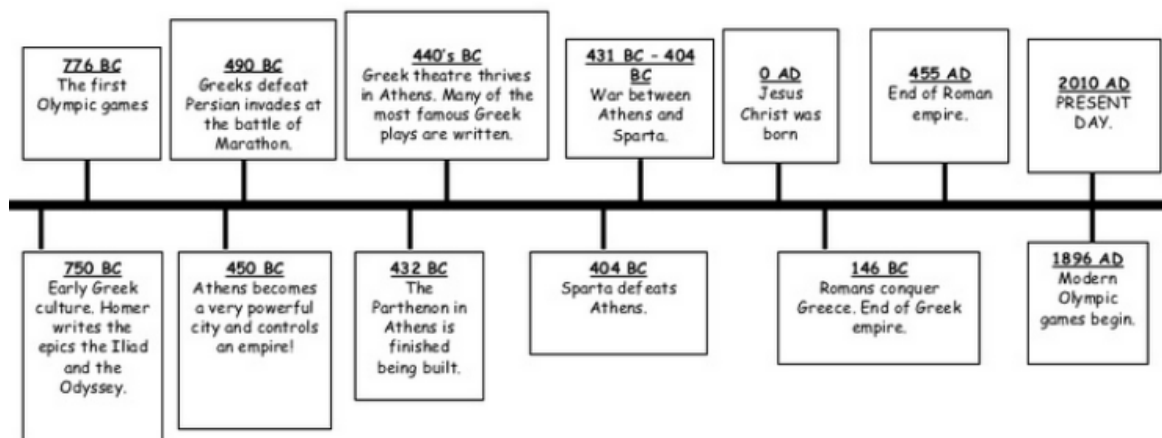 776 BC
The first
Olympic games
490 BC
Greeks defeat
Persian invades at
the battle of
Marathon.
440's BC
Greek theatre thrives
in Athens. Many of the
most famous Greek
plays are written.
431 BC – 404
BC
War between
Athens and
Sparta.
0 AD
Jesus
Christ was
born
455 AD
End of Roman
empire.
2010 AD
PRESENT
DAY.
750 BC
Early Greek
culture. Homer
writes the
epics the Iliad
and the
Odyssey.
450 BC
Athens becomes
a very powerful
city and controls
an empire!
432 BC
The
Parthenon in
Athens is
finished
being built.
404 BC
Sparta defeats
Athens.
146 BC
Romans conquer
Greece. End of Greek
empire.
1896 AD
Modern
Olympic
games begin.